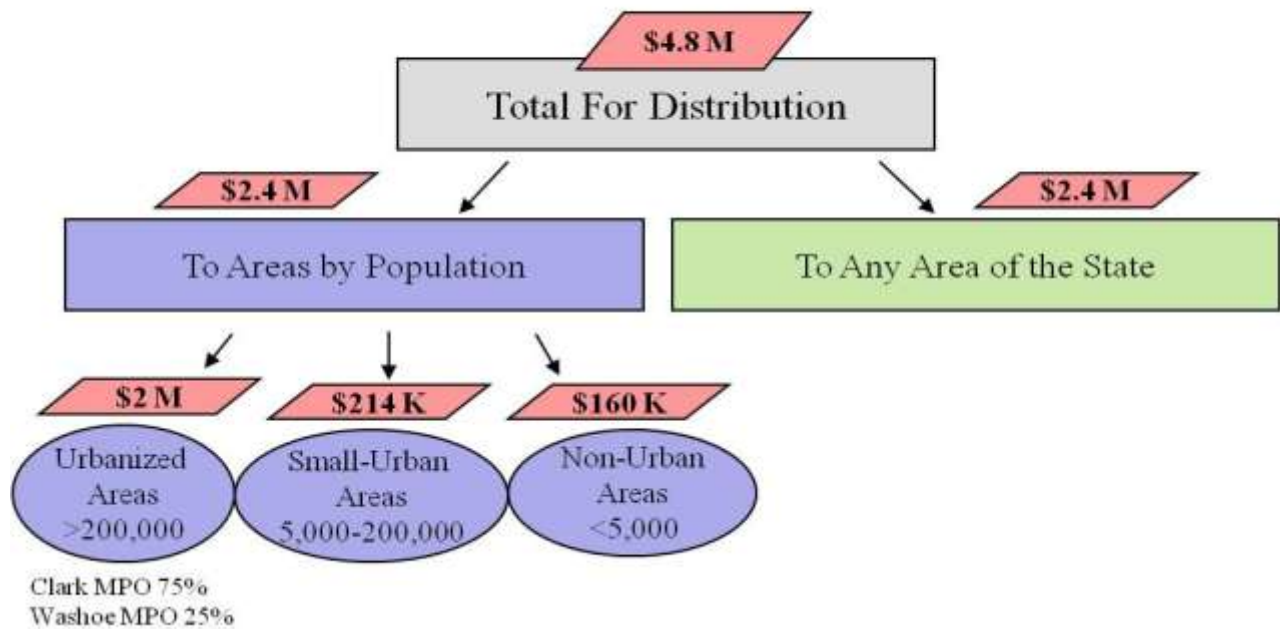 $4.8 M
Total For Distribution
$2.4 M
$2.4 M
To Areas by Population
To Any Area of the State
$2 M
$214 K
$160 K
Urbanized
Areas
>200,000
Small-Urban
Areas
5,000-200,000
Non-Urban
Areas
<5,000
Clark MPO 75%
Washoe MPO 25%